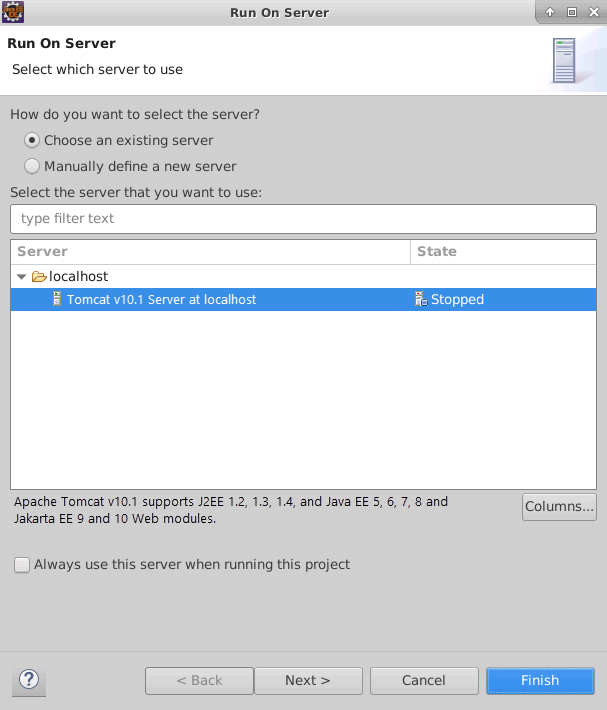 Run On Server
Run On Server
Select which server to use
How do you want to select the server?
Choose an existing server
Manually define a new server
Select the server that you want to use:
type filter text
Server State
localhost
Tomcat v10.1 Server at localhost Stopped
Apache Tomcat v10.1 supports J2EE 1.2, 1.3, 1.4, and Java EE 5, 6, 7, 8 and
Jakarta EE 9 and 10 Web modules.
Columns...
Always use this server when running this project
? < Back Next > Cancel Finish